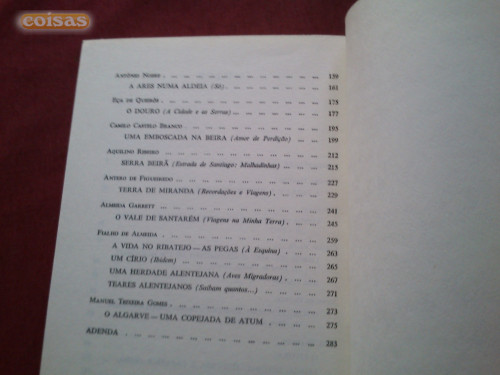 coisas
António Nobre ... 159
A ARES NUMA ALDEIA ... 161
Eça de Queirós ... 175
O DOURO (A Cidade e as Serras) ... 177
Camilo Castelo Branco ... 195
UMA EMBOSCADA NA BEIRA (Amor de Perdição) ... 199
Aquilino Ribeiro ... 212
SERRA BEIRÃ (Estrada de Santiago: Malhadinhas) ... 215
Antero de Figueiredo ... 227
TERRA DE MIRANDA (Recordações e Viagens) ... 229
Almeida Garrett ... 241
O VALE DE SANTARÉM (Viagens na Minha Terra) ... 245
Fialho de Almeida ... 259
A VIDA NO RIBATEJO — AS PEGAS (À Esquina) ... 263
UM CÍRIO (Ibidem) ... 265
UMA HERDADE ALENTEJANA (Aves Migradoras) ... 267
TEARES ALENTEJANOS (Saibam quantos...) ... 271
Manuel Teixeira Gomes ... 273
O ALGARVE — UMA COPEJADA DE ATUM ... 275
ADENDA ... 283